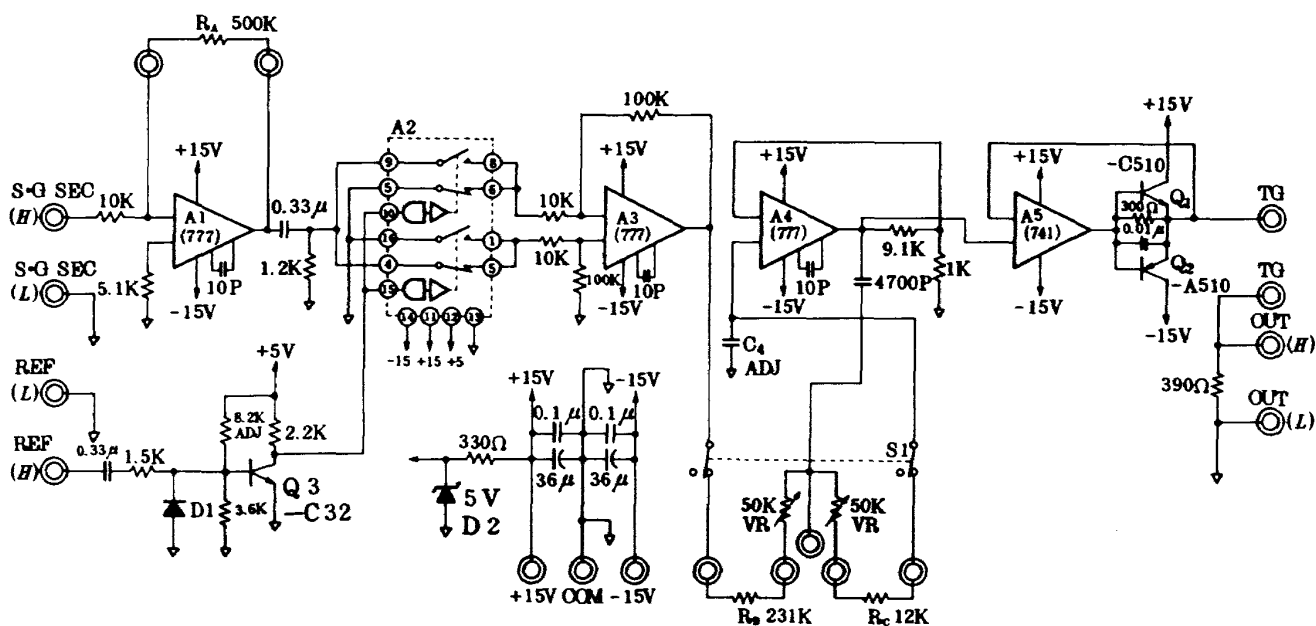 R_A 500K
S·G SEC
(H)
10K
+15V
A1
(777)
10P
-15V
5.1K
S·G SEC
(L)
0.33μ
1.2K
A2
9
8
5
6
10
16
1
4
5
15
14
11
12
13
-15
+15
+5
100K
10K
10K
100K
+15V
A3
(777)
10P
-15V
+15V
A4
(777)
10P
-15V
9.1K
4700P
1K
C₄
ADJ
+15V
A5
(741)
-15V
+15V
-C510
Q₁
300Ω
0.01μ
Q₂
-A510
-15V
TG
TG
OUT
(H)
390Ω
OUT
(L)
REF
(L)
REF
(H)
0.33μ
1.5K
D1
+5V
8.2K
ADJ
2.2K
3.6K
Q3
-C32
330Ω
5V
D2
+15V
-15V
0.1μ
0.1μ
36μ
36μ
+15V
COM
-15V
S1
50K
VR
50K
VR
R_B 231K
R_C 12K